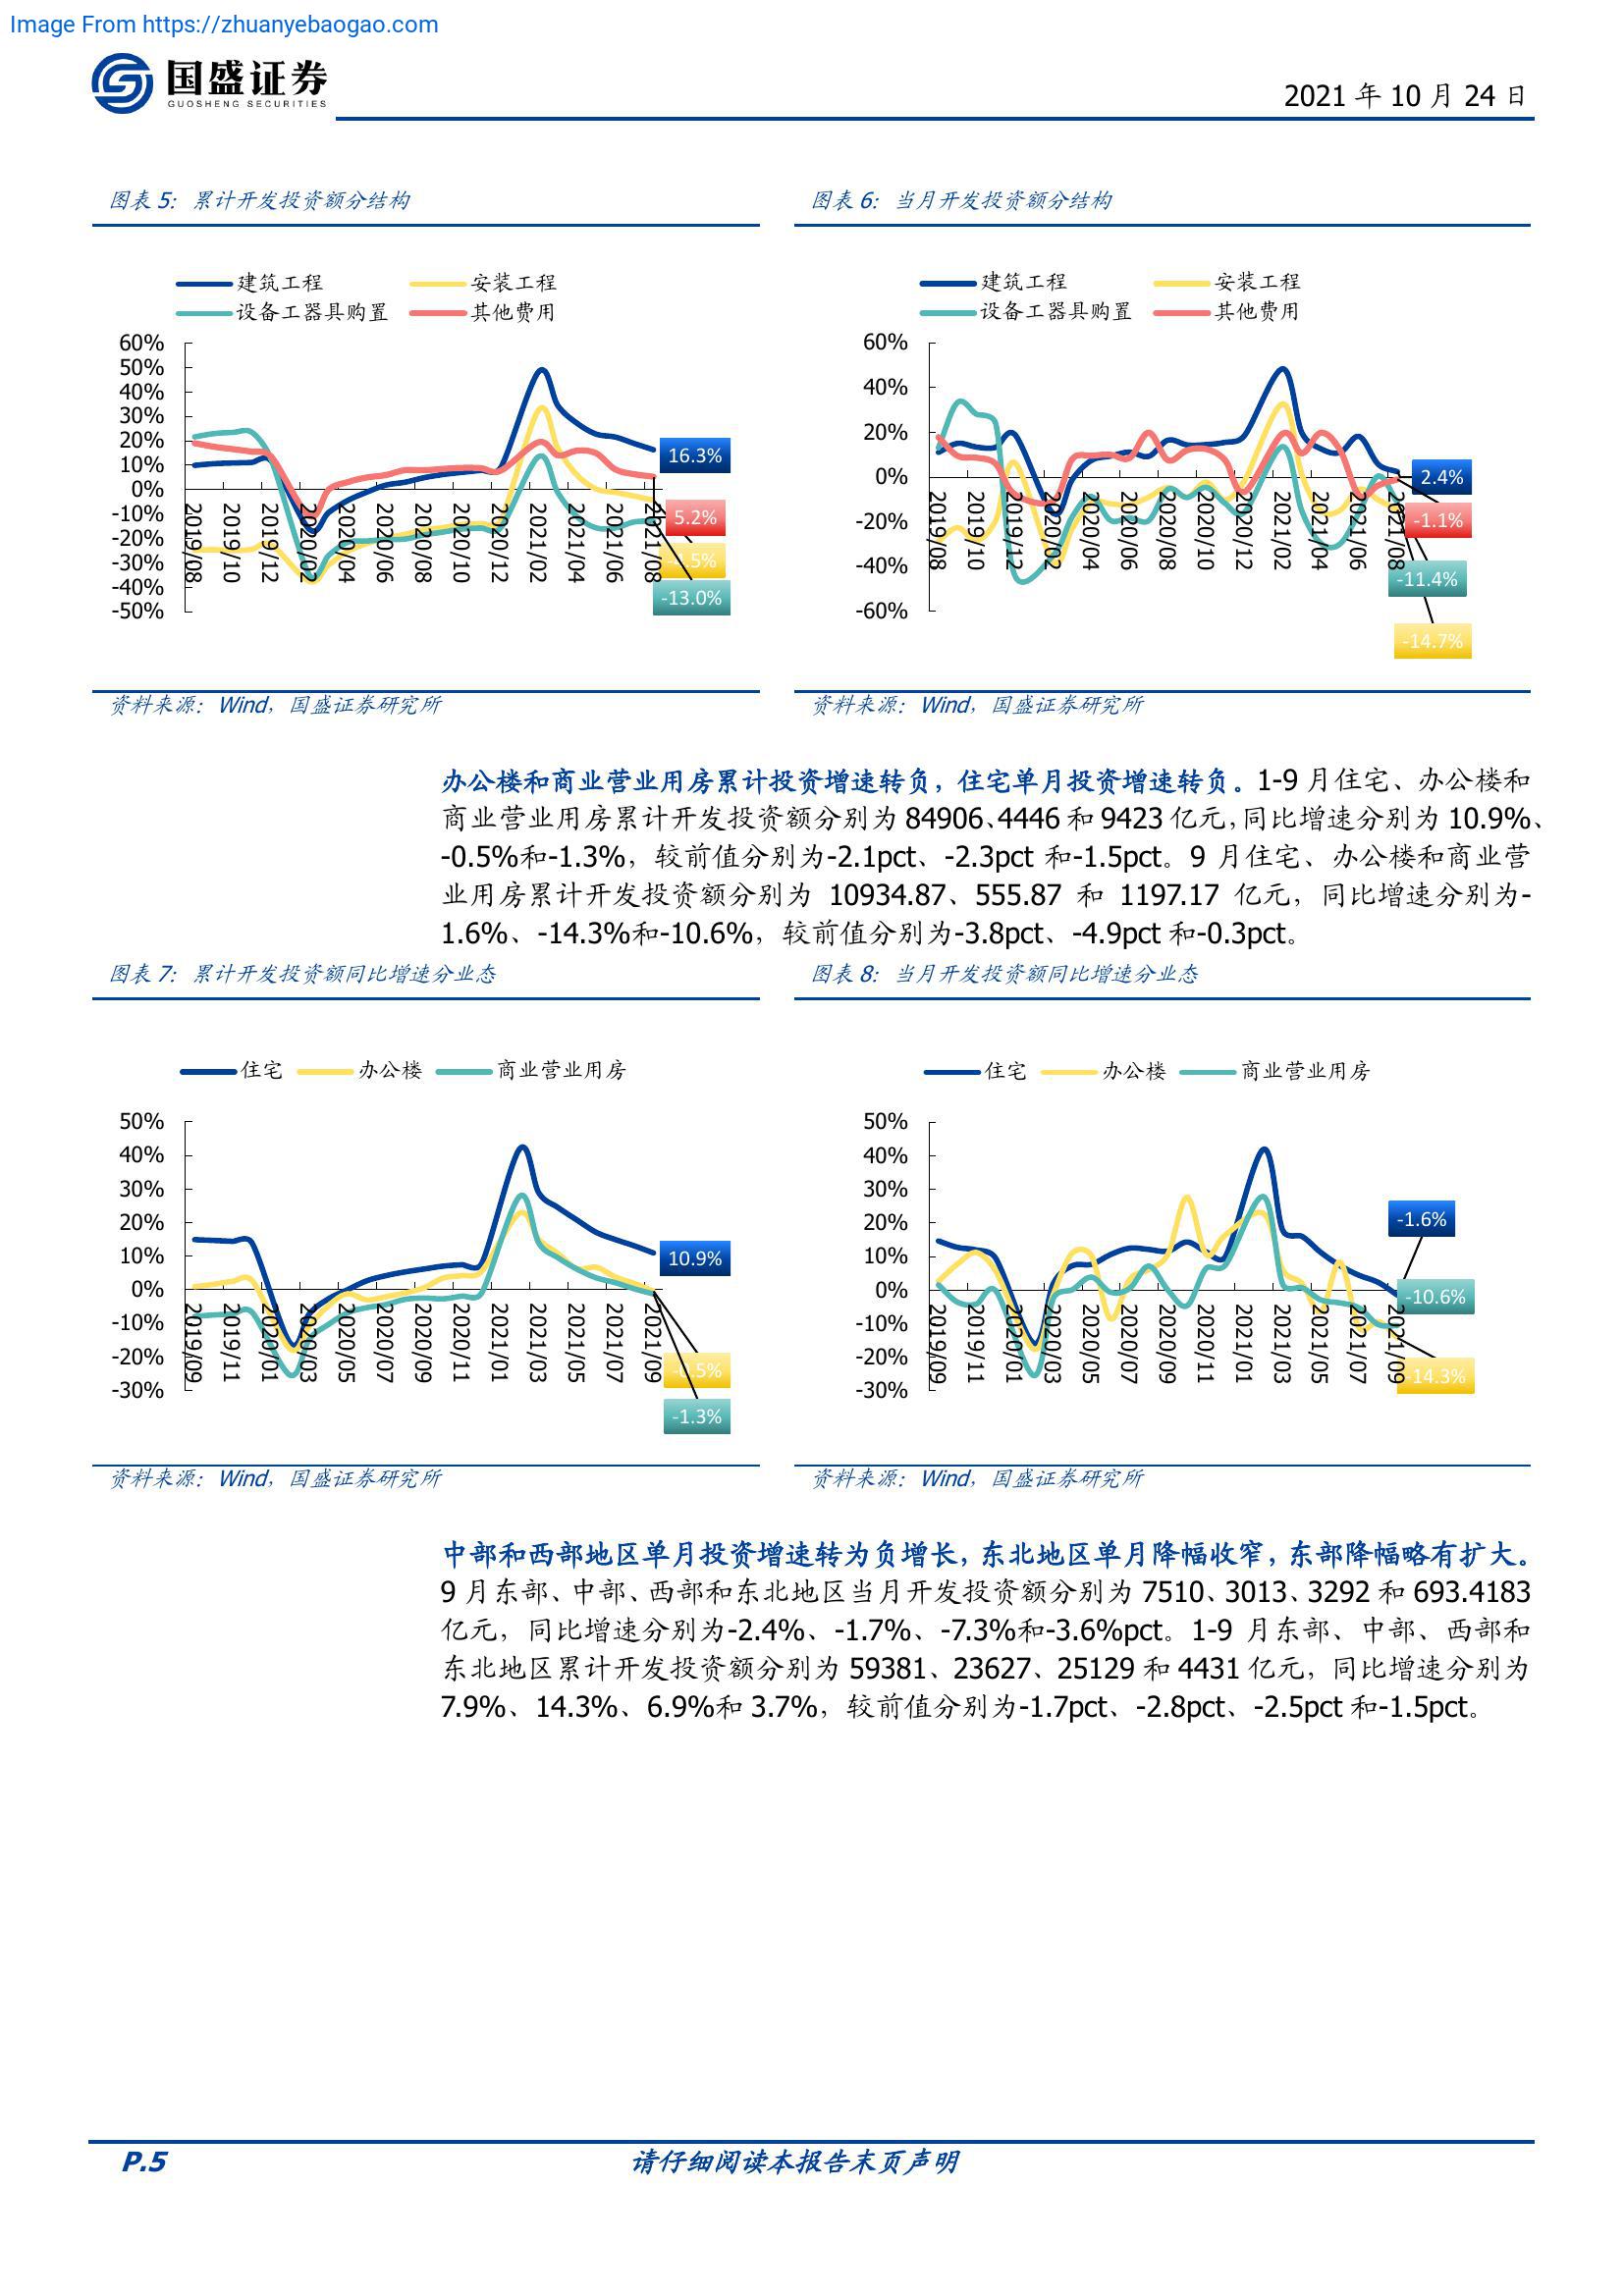 Image From https://zhuanyebaogao.com
国盛证券
GUOSHENG SECURITIES
2021 年 10 月 24 日
图表 5: 累计开发投资额分结构
建筑工程 安装工程
设备工器具购置 其他费用
60%
50%
40%
30%
20%
10%
0%
-10%
-20%
-30%
-40%
-50%
2019/08 2019/10 2019/12 2020/02 2020/04 2020/06 2020/08 2020/10 2020/12 2021/02 2021/04 2021/06 2021/08
16.3%
5.2%
-13.0%
资料来源: Wind, 国盛证券研究所
图表 6: 当月开发投资额分结构
建筑工程 安装工程
设备工器具购置 其他费用
60%
40%
20%
0%
-20%
-40%
-60%
2019/08 2019/10 2019/12 2020/02 2020/04 2020/06 2020/08 2020/10 2020/12 2021/02 2021/04 2021/06 2021/08
2.4%
-1.1%
-11.4%
-14.7%
资料来源: Wind, 国盛证券研究所
办公楼和商业营业用房累计投资增速转负，住宅单月投资增速转负。1-9 月住宅、办公楼和
商业营业用房累计开发投资额分别为 84906、4446 和 9423 亿元，同比增速分别为 10.9%、
-0.5%和-1.3%，较前值分别为-2.1pct、-2.3pct 和-1.5pct。9 月住宅、办公楼和商业营
业用房累计开发投资额分别为 10934.87、555.87 和 1197.17 亿元，同比增速分别为-
1.6%、-14.3%和-10.6%，较前值分别为-3.8pct、-4.9pct 和-0.3pct。
图表 7: 累计开发投资额同比增速分业态
住宅 办公楼 商业营业用房
50%
40%
30%
20%
10%
0%
-10%
-20%
-30%
2019/09 2019/11 2020/01 2020/03 2020/05 2020/07 2020/09 2020/11 2021/01 2021/03 2021/05 2021/07 2021/09
10.9%
-0.5%
-1.3%
资料来源: Wind, 国盛证券研究所
图表 8: 当月开发投资额同比增速分业态
住宅 办公楼 商业营业用房
50%
40%
30%
20%
10%
0%
-10%
-20%
-30%
2019/09 2019/11 2020/01 2020/03 2020/05 2020/07 2020/09 2020/11 2021/01 2021/03 2021/05 2021/07 2021/09
-1.6%
-10.6%
-14.3%
资料来源: Wind, 国盛证券研究所
中部和西部地区单月投资增速转为负增长，东北地区单月降幅收窄，东部降幅略有扩大。
9 月东部、中部、西部和东北地区当月开发投资额分别为 7510、3013、3292 和 693.4183
亿元，同比增速分别为-2.4%、-1.7%、-7.3%和-3.6%pct。1-9 月东部、中部、西部和
东北地区累计开发投资额分别为 59381、23627、25129 和 4431 亿元，同比增速分别为
7.9%、14.3%、6.9%和 3.7%，较前值分别为-1.7pct、-2.8pct、-2.5pct 和-1.5pct。
P.5
请仔细阅读本报告末页声明